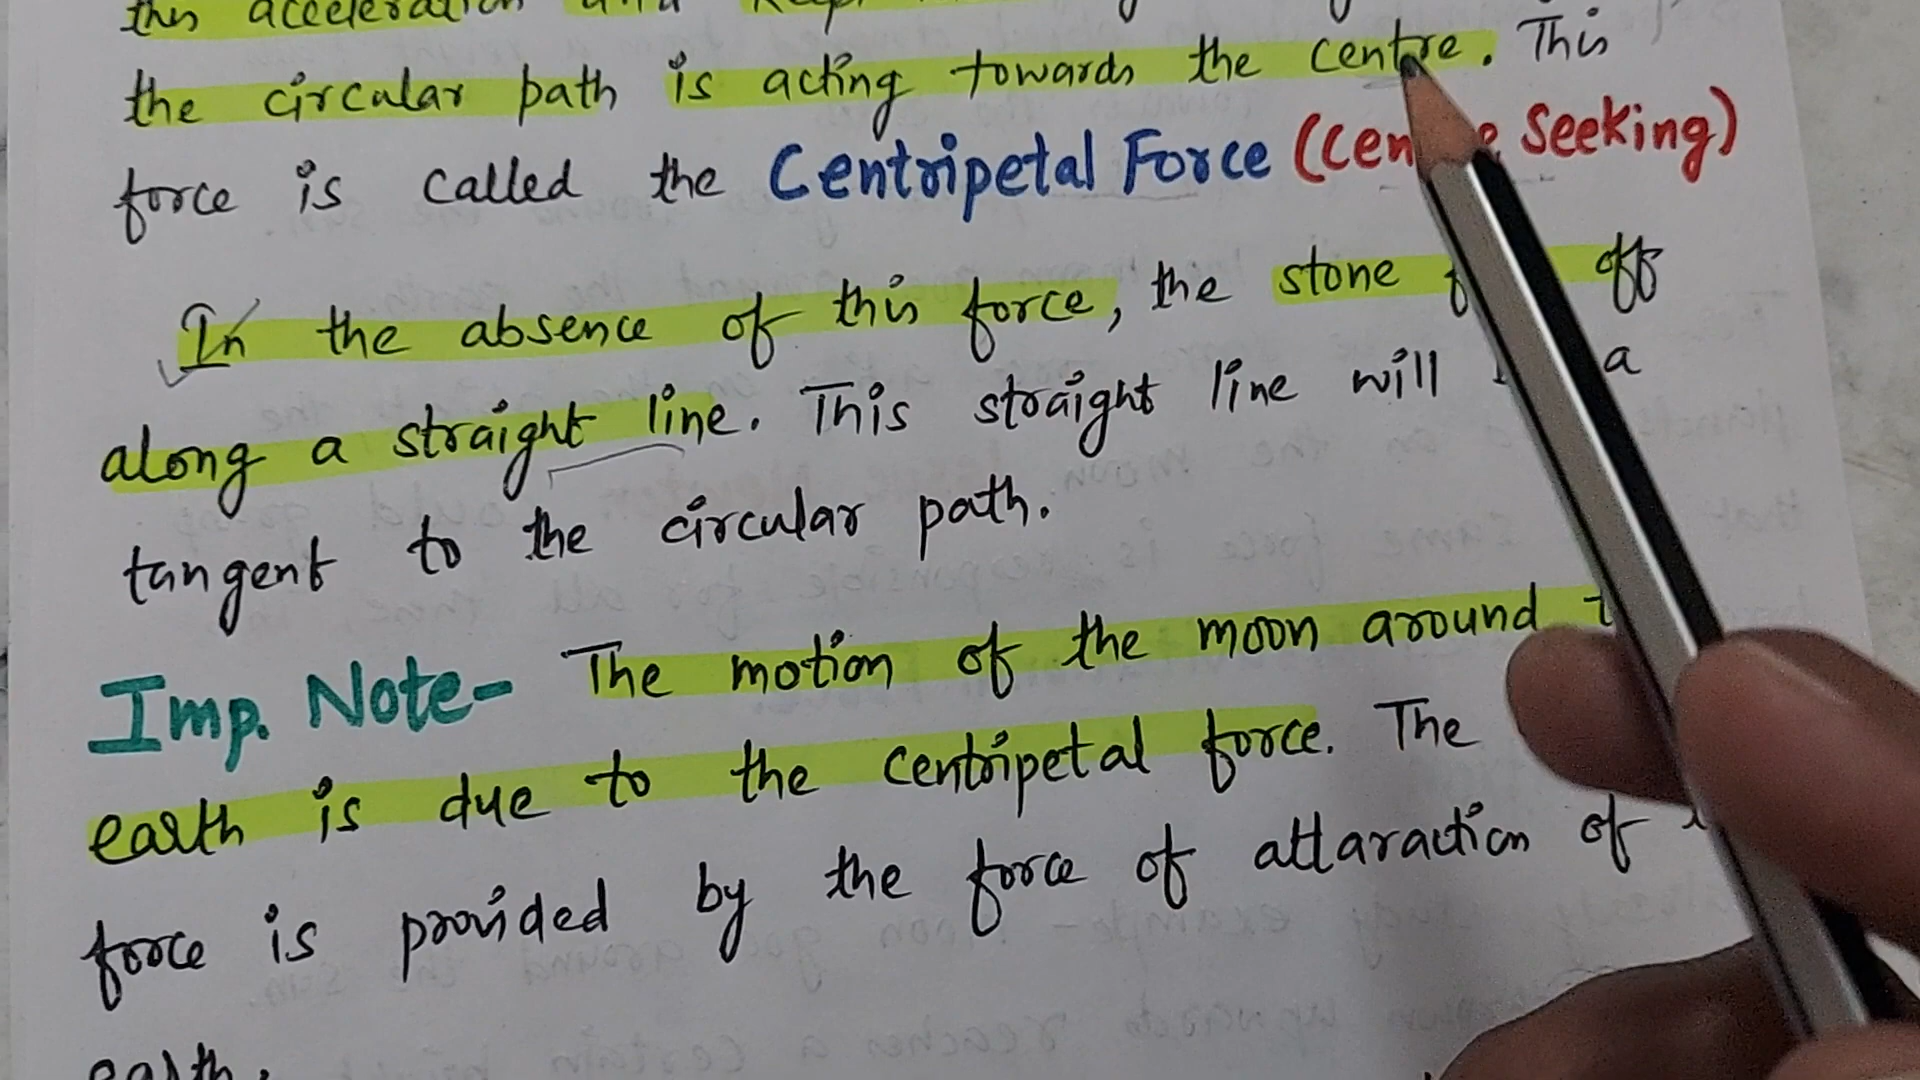 this acceleration and
the circular path is acting towards the centre. This
force is called the Centripetal Force (Centre Seeking)
In the absence of this force, the stone off
along a straight line. This straight line will a
tangent to the circular path.
Imp. Note- The motion of the moon around
earth is due to the centripetal force. The
force is provided by the force of attaraction of
earth.